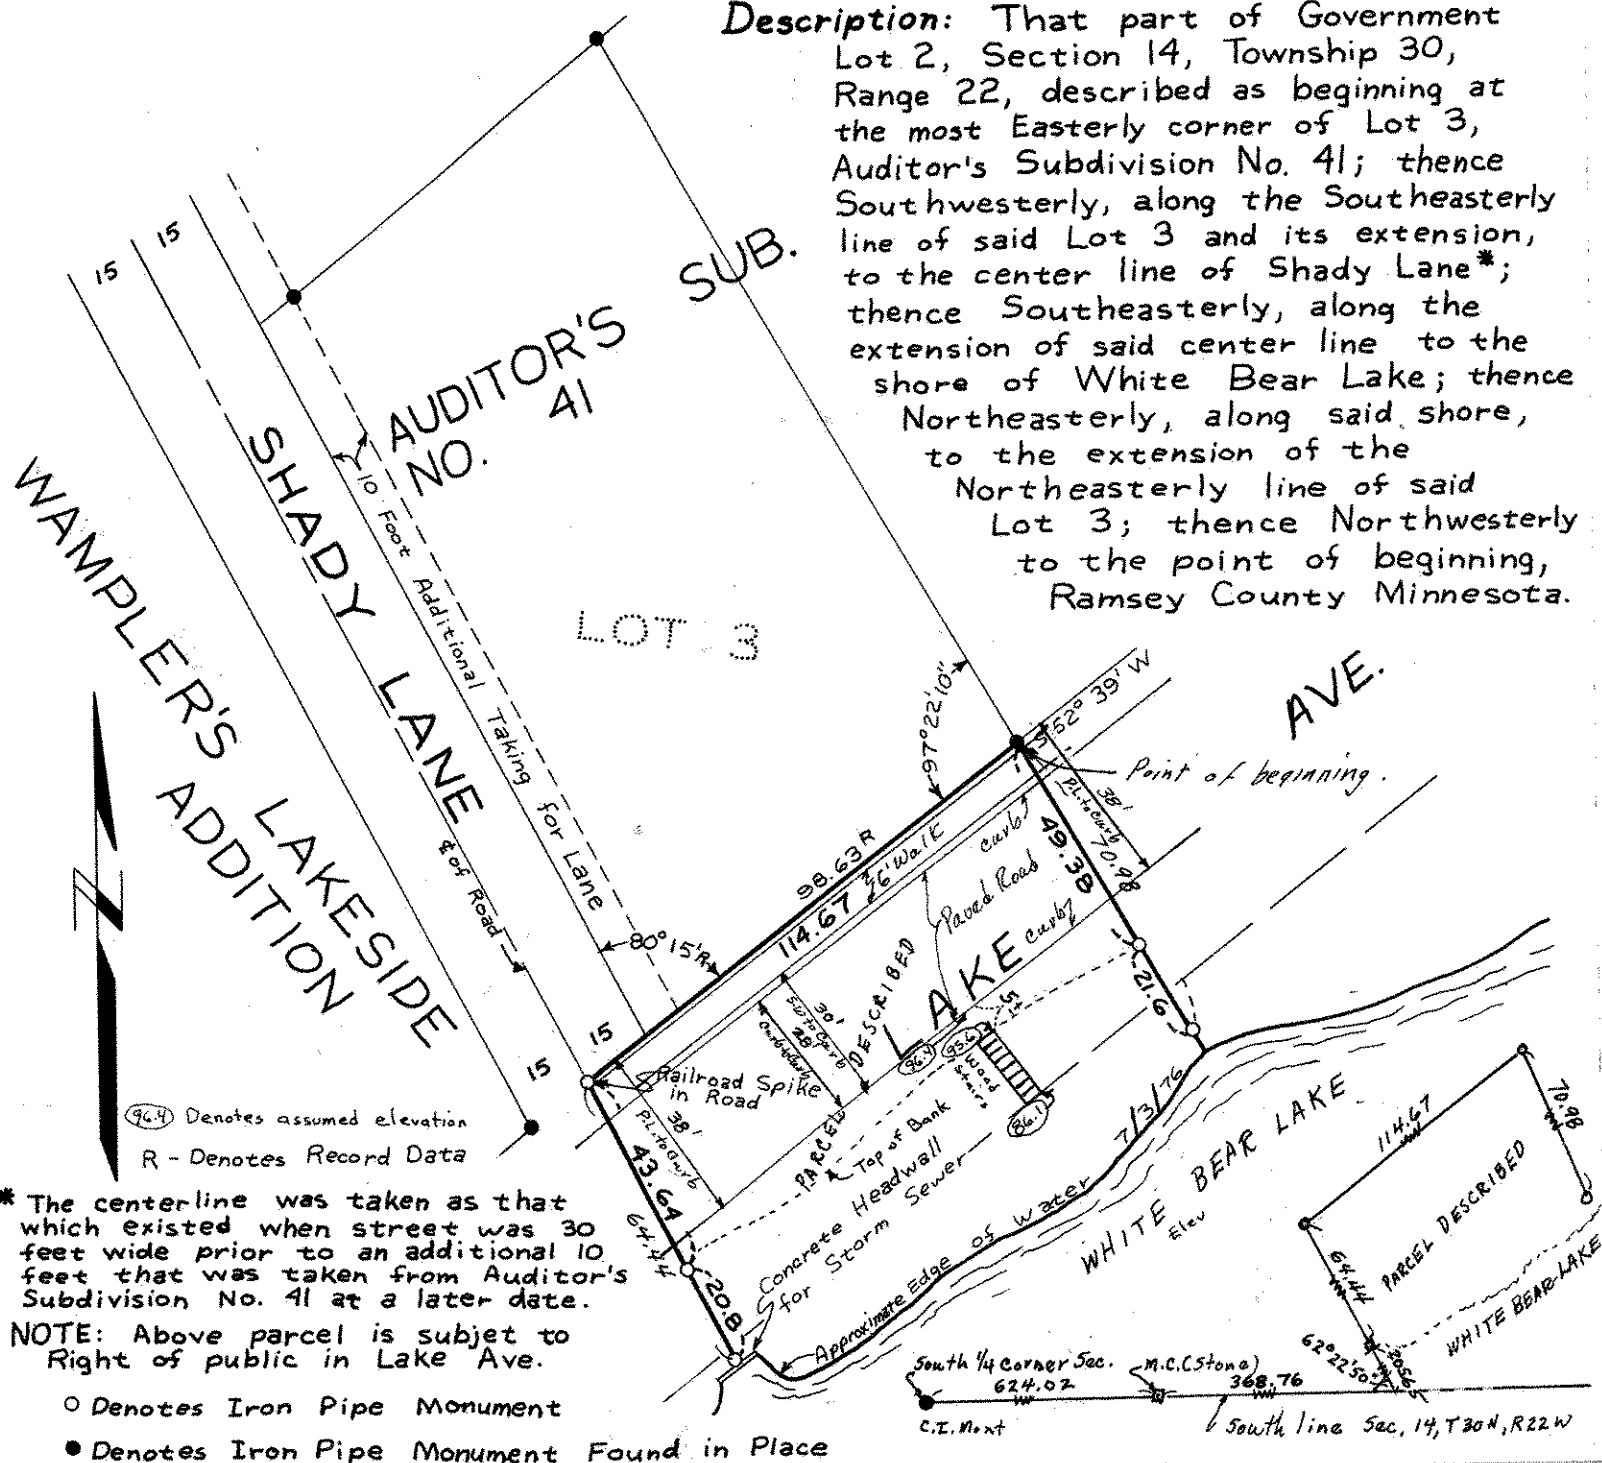 Description: That part of Government
Lot 2, Section 14, Township 30,
Range 22, described as beginning at
the most Easterly corner of Lot 3,
Auditor's Subdivision No. 41; thence
Southwesterly, along the Southeasterly
line of said Lot 3 and its extension,
to the center line of Shady Lane*;
thence Southeasterly, along the
extension of said center line to the
shore of White Bear Lake; thence
Northeasterly, along said shore,
to the extension of the
Northeasterly line of said
Lot 3; thence Northwesterly
to the point of beginning,
Ramsey County Minnesota.
15
15
AUDITOR'S SUB.
NO. 41
SHADY LANE
10 Foot Additional Taking for Lane
WAMPLER'S LAKESIDE
ADDITION
LOT 3
℄ of Road
97°22'10"
S 52° 39' W
AVE.
Point of beginning.
98.63 R
114.67
6' Walk
curb
Paved Road
Curb
49.38
38'
P.L. to Curb
70.98
80° 15' R
21.6
LAKE
PARCEL DESCRIBED
30'
S.W. to Curb
28'
Curb to Curb
15
15
Railroad Spike
in Road
38'
P.L. to Curb
43.64
64.44
20.8
96.4
95.6
Wood
Stairs
86.1
Top of Bank
Concrete Headwall
for Storm Sewer
Approximate Edge of Water 7/3/76
WHITE BEAR LAKE
Elev
96.4 Denotes assumed elevation
R - Denotes Record Data
* The centerline was taken as that
which existed when street was 30
feet wide prior to an additional 10
feet that was taken from Auditor's
Subdivision No. 41 at a later date.
NOTE: Above parcel is subjet to
Right of public in Lake Ave.
Denotes Iron Pipe Monument
Denotes Iron Pipe Monument Found in Place
114.67
70.98
PARCEL DESCRIBED
64.44
WHITE BEAR LAKE
62°22'50"
South 1/4 Corner Sec.
624.02
M.C. (Stone)
368.76
C.I. Mont
South line Sec. 14, T30N, R22W